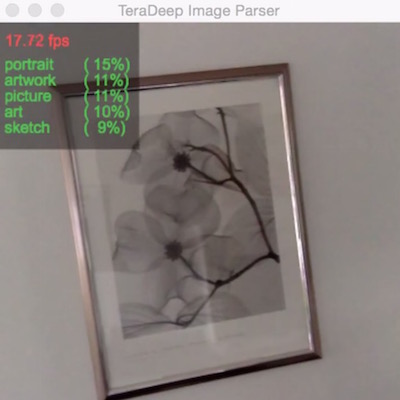 TeraDeep Image Parser
17.72 fps
portrait ( 15%)
artwork ( 11%)
picture ( 11%)
art ( 10%)
sketch ( 9%)